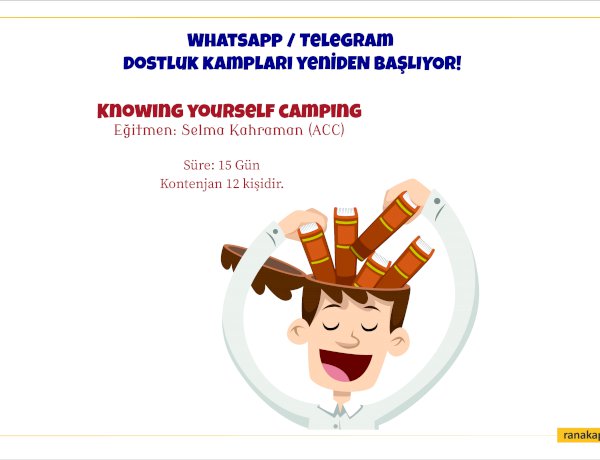 WHATSAPP / TELEGRAM
DOSTLUK KAMPLARI YENİDEN BAŞLIYOR!
KNOWING YOURSELF CAMPING
Eğitmen: Selma Kahraman (ACC)
Süre: 15 Gün
Kontenjan 12 kişidir.
ranakap